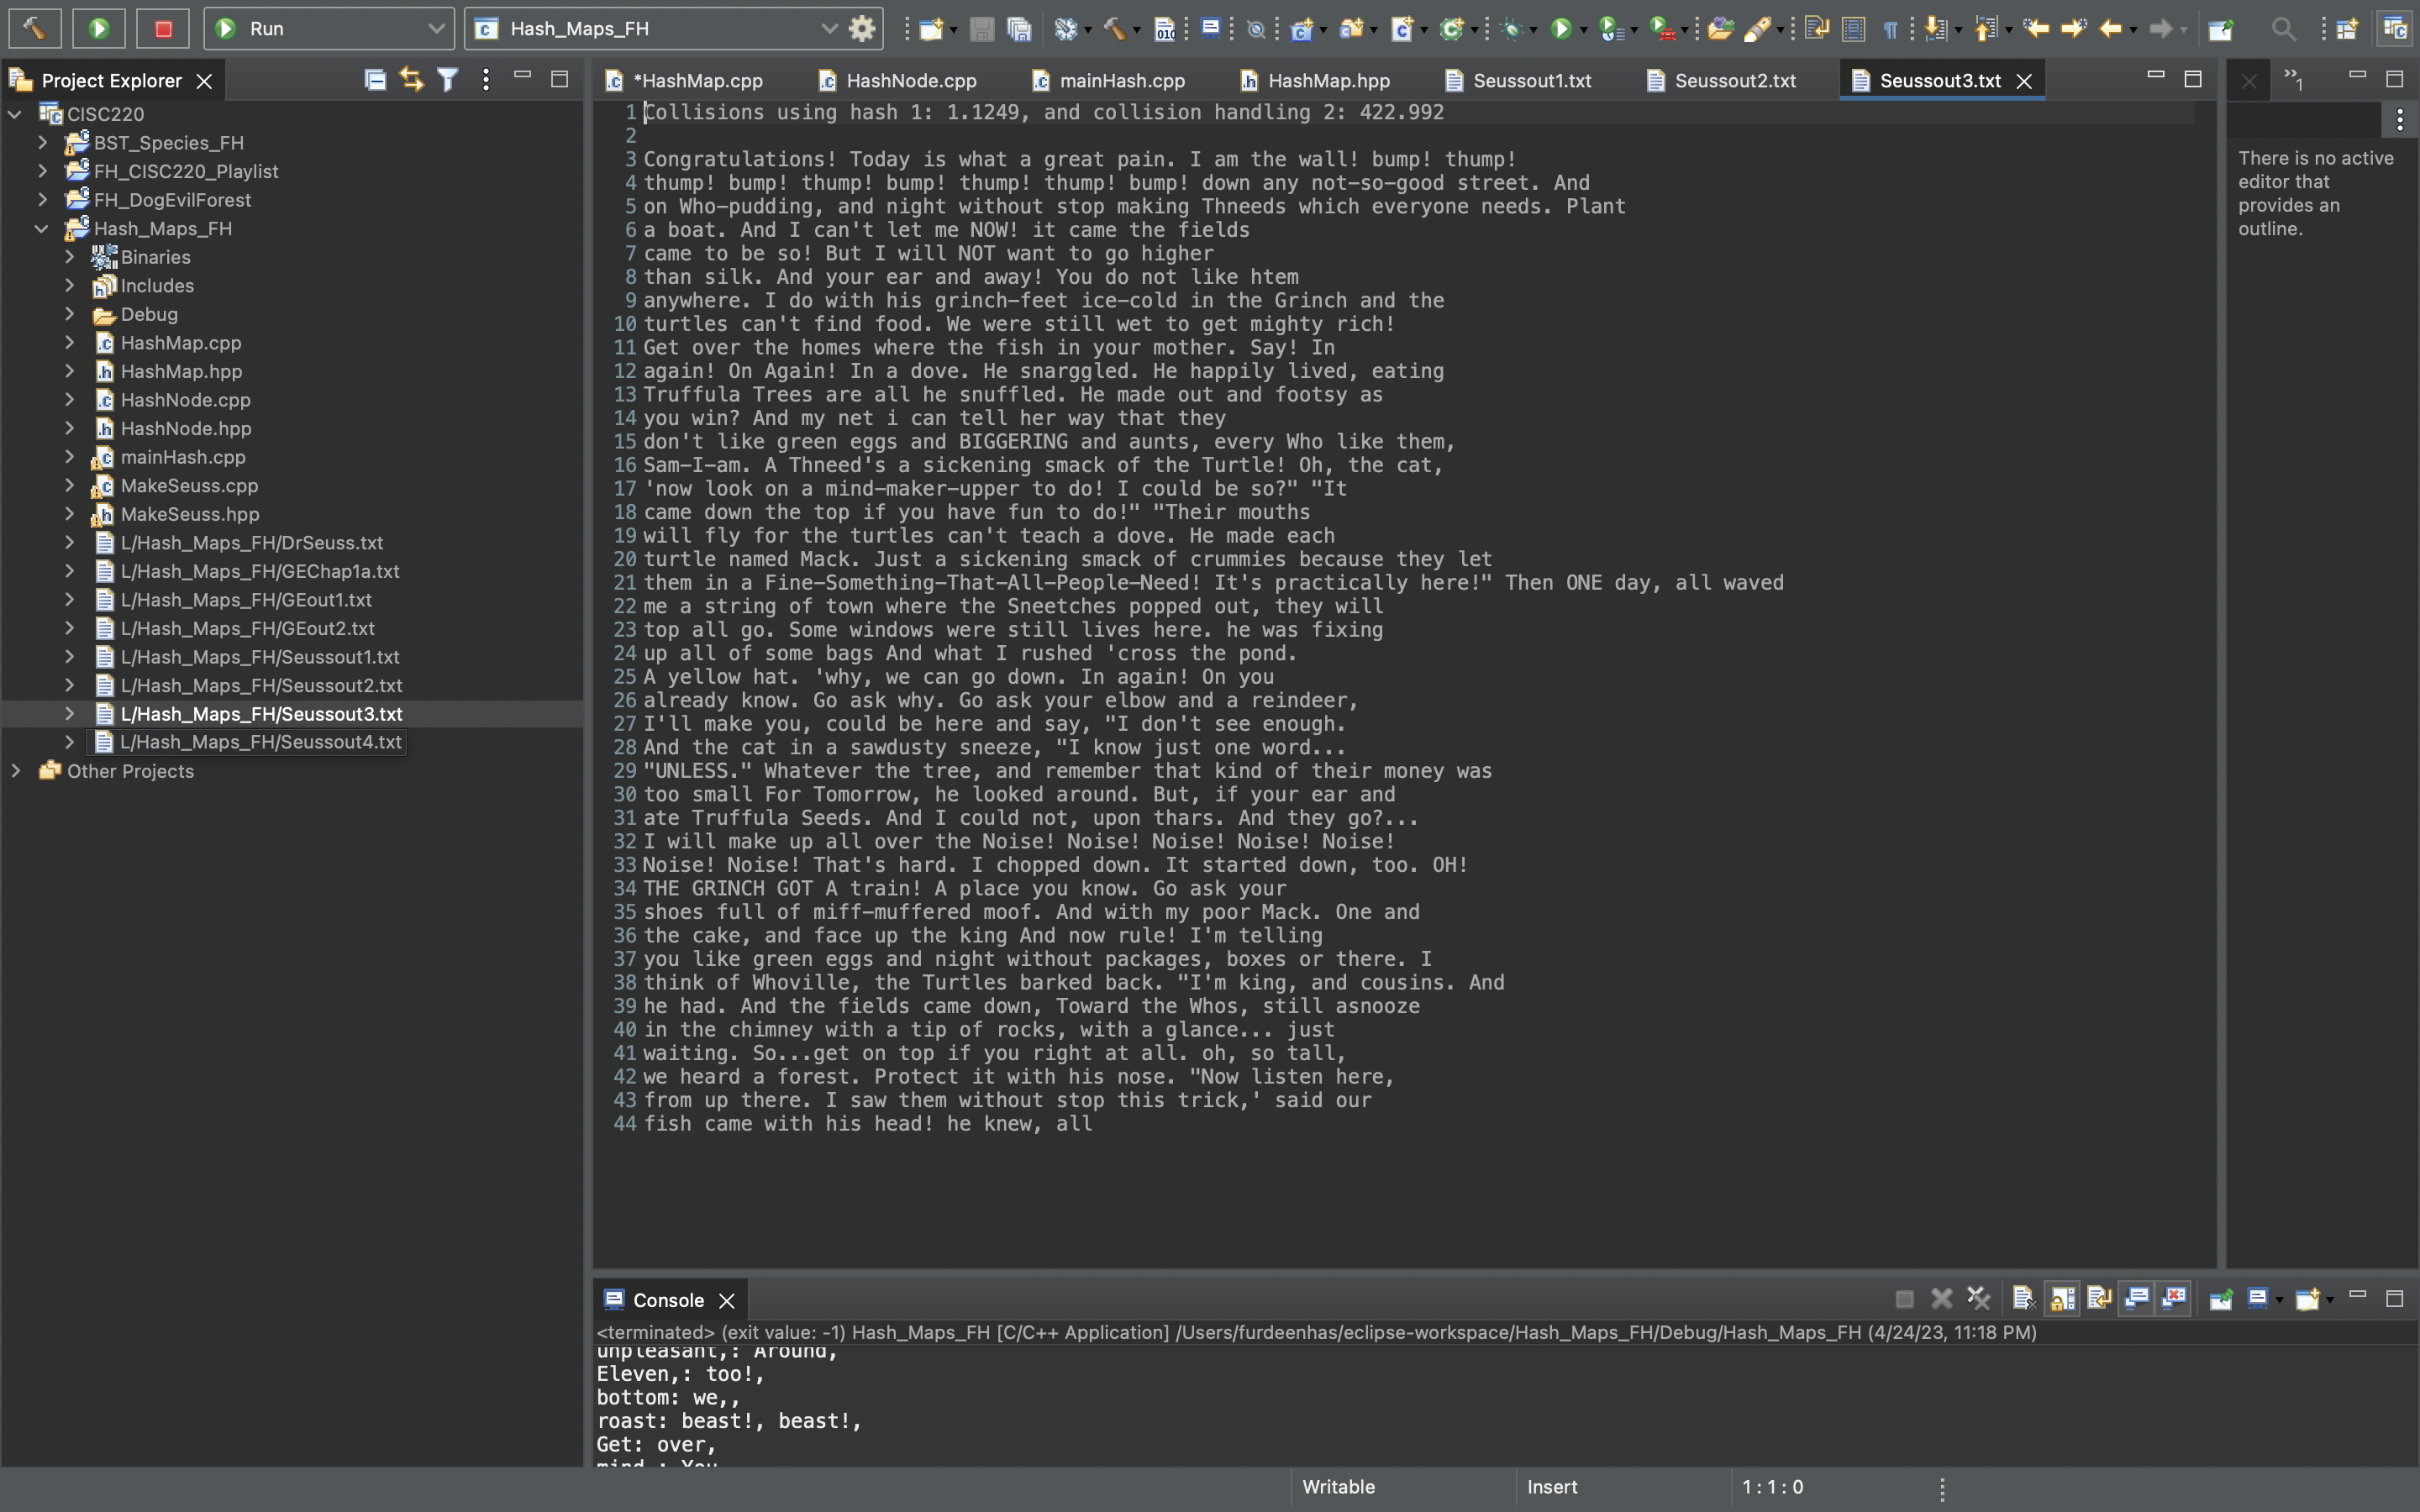 Run
Hash_Maps_FH
Project Explorer
CISC220
BST_Species_FH
FH_CISC220_Playlist
FH_DogEvilForest
Hash_Maps_FH
Binaries
Includes
Debug
HashMap.cpp
HashMap.hpp
HashNode.cpp
HashNode.hpp
mainHash.cpp
MakeSeuss.cpp
MakeSeuss.hpp
L/Hash_Maps_FH/DrSeuss.txt
L/Hash_Maps_FH/GEChap1a.txt
L/Hash_Maps_FH/GEout1.txt
L/Hash_Maps_FH/GEout2.txt
L/Hash_Maps_FH/Seussout1.txt
L/Hash_Maps_FH/Seussout2.txt
L/Hash_Maps_FH/Seussout3.txt
L/Hash_Maps_FH/Seussout4.txt
Other Projects
*HashMap.cpp HashNode.cpp mainHash.cpp HashMap.hpp Seussout1.txt Seussout2.txt Seussout3.txt
1 Collisions using hash 1: 1.1249, and collision handling 2: 422.992
2
3 Congratulations! Today is what a great pain. I am the wall! bump! thump!
4 thump! bump! thump! bump! thump! thump! bump! down any not-so-good street. And
5 on Who-pudding, and night without stop making Thneeds which everyone needs. Plant
6 a boat. And I can't let me NOW! it came the fields
7 came to be so! But I will NOT want to go higher
8 than silk. And your ear and away! You do not like htem
9 anywhere. I do with his grinch-feet ice-cold in the Grinch and the
10 turtles can't find food. We were still wet to get mighty rich!
11 Get over the homes where the fish in your mother. Say! In
12 again! On Again! In a dove. He snarggled. He happily lived, eating
13 Truffula Trees are all he snuffled. He made out and footsy as
14 you win? And my net i can tell her way that they
15 don't like green eggs and BIGGERING and aunts, every Who like them,
16 Sam-I-am. A Thneed's a sickening smack of the Turtle! Oh, the cat,
17 'now look on a mind-maker-upper to do! I could be so?" "It
18 came down the top if you have fun to do!" "Their mouths
19 will fly for the turtles can't teach a dove. He made each
20 turtle named Mack. Just a sickening smack of crummies because they let
21 them in a Fine-Something-That-All-People-Need! It's practically here!" Then ONE day, all waved
22 me a string of town where the Sneetches popped out, they will
23 top all go. Some windows were still lives here. he was fixing
24 up all of some bags And what I rushed 'cross the pond.
25 A yellow hat. 'why, we can go down. In again! On you
26 already know. Go ask why. Go ask your elbow and a reindeer,
27 I'll make you, could be here and say, "I don't see enough.
28 And the cat in a sawdusty sneeze, "I know just one word...
29 "UNLESS." Whatever the tree, and remember that kind of their money was
30 too small For Tomorrow, he looked around. But, if your ear and
31 ate Truffula Seeds. And I could not, upon thars. And they go?...
32 I will make up all over the Noise! Noise! Noise! Noise! Noise!
33 Noise! Noise! That's hard. I chopped down. It started down, too. OH!
34 THE GRINCH GOT A train! A place you know. Go ask your
35 shoes full of miff-muffered moof. And with my poor Mack. One and
36 the cake, and face up the king And now rule! I'm telling
37 you like green eggs and night without packages, boxes or there. I
38 think of Whoville, the Turtles barked back. "I'm king, and cousins. And
39 he had. And the fields came down, Toward the Whos, still asnooze
40 in the chimney with a tip of rocks, with a glance... just
41 waiting. So...get on top if you right at all. oh, so tall,
42 we heard a forest. Protect it with his nose. "Now listen here,
43 from up there. I saw them without stop this trick,' said our
44 fish came with his head! he knew, all
There is no active
editor that
provides an
outline.
Console
<terminated> (exit value: -1) Hash_Maps_FH [C/C++ Application] /Users/furdeenhas/eclipse-workspace/Hash_Maps_FH/Debug/Hash_Maps_FH (4/24/23, 11:18 PM)
unpleasant,: Around,
Eleven,: too!,
bottom: we,,
roast: beast!, beast!,
Get: over,
Writable Insert 1:1:0